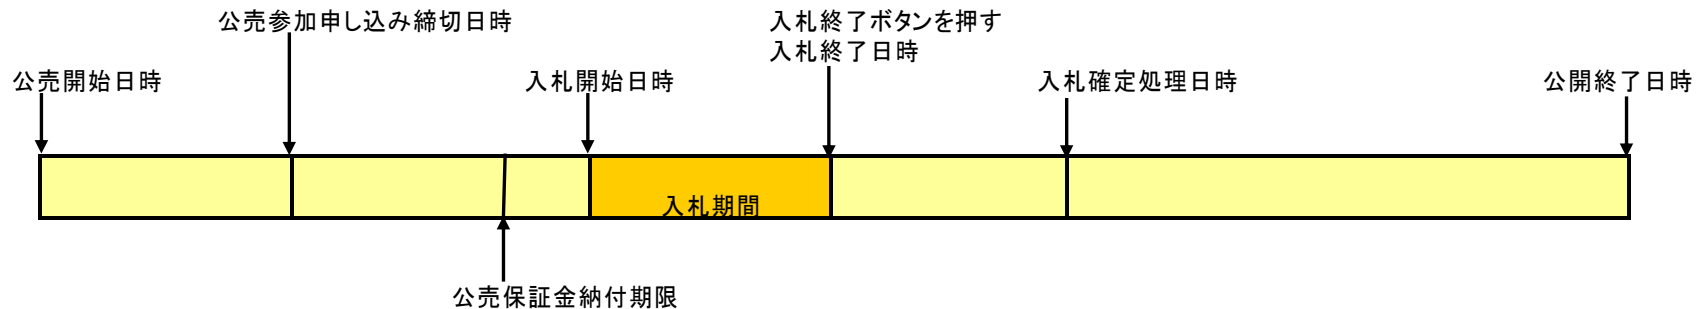 公売参加申し込み締切日時
入札終了ボタンを押す
入札終了日時
公売開始日時
入札開始日時
入札確定処理日時
公開終了日時
入札期間
公売保証金納付期限